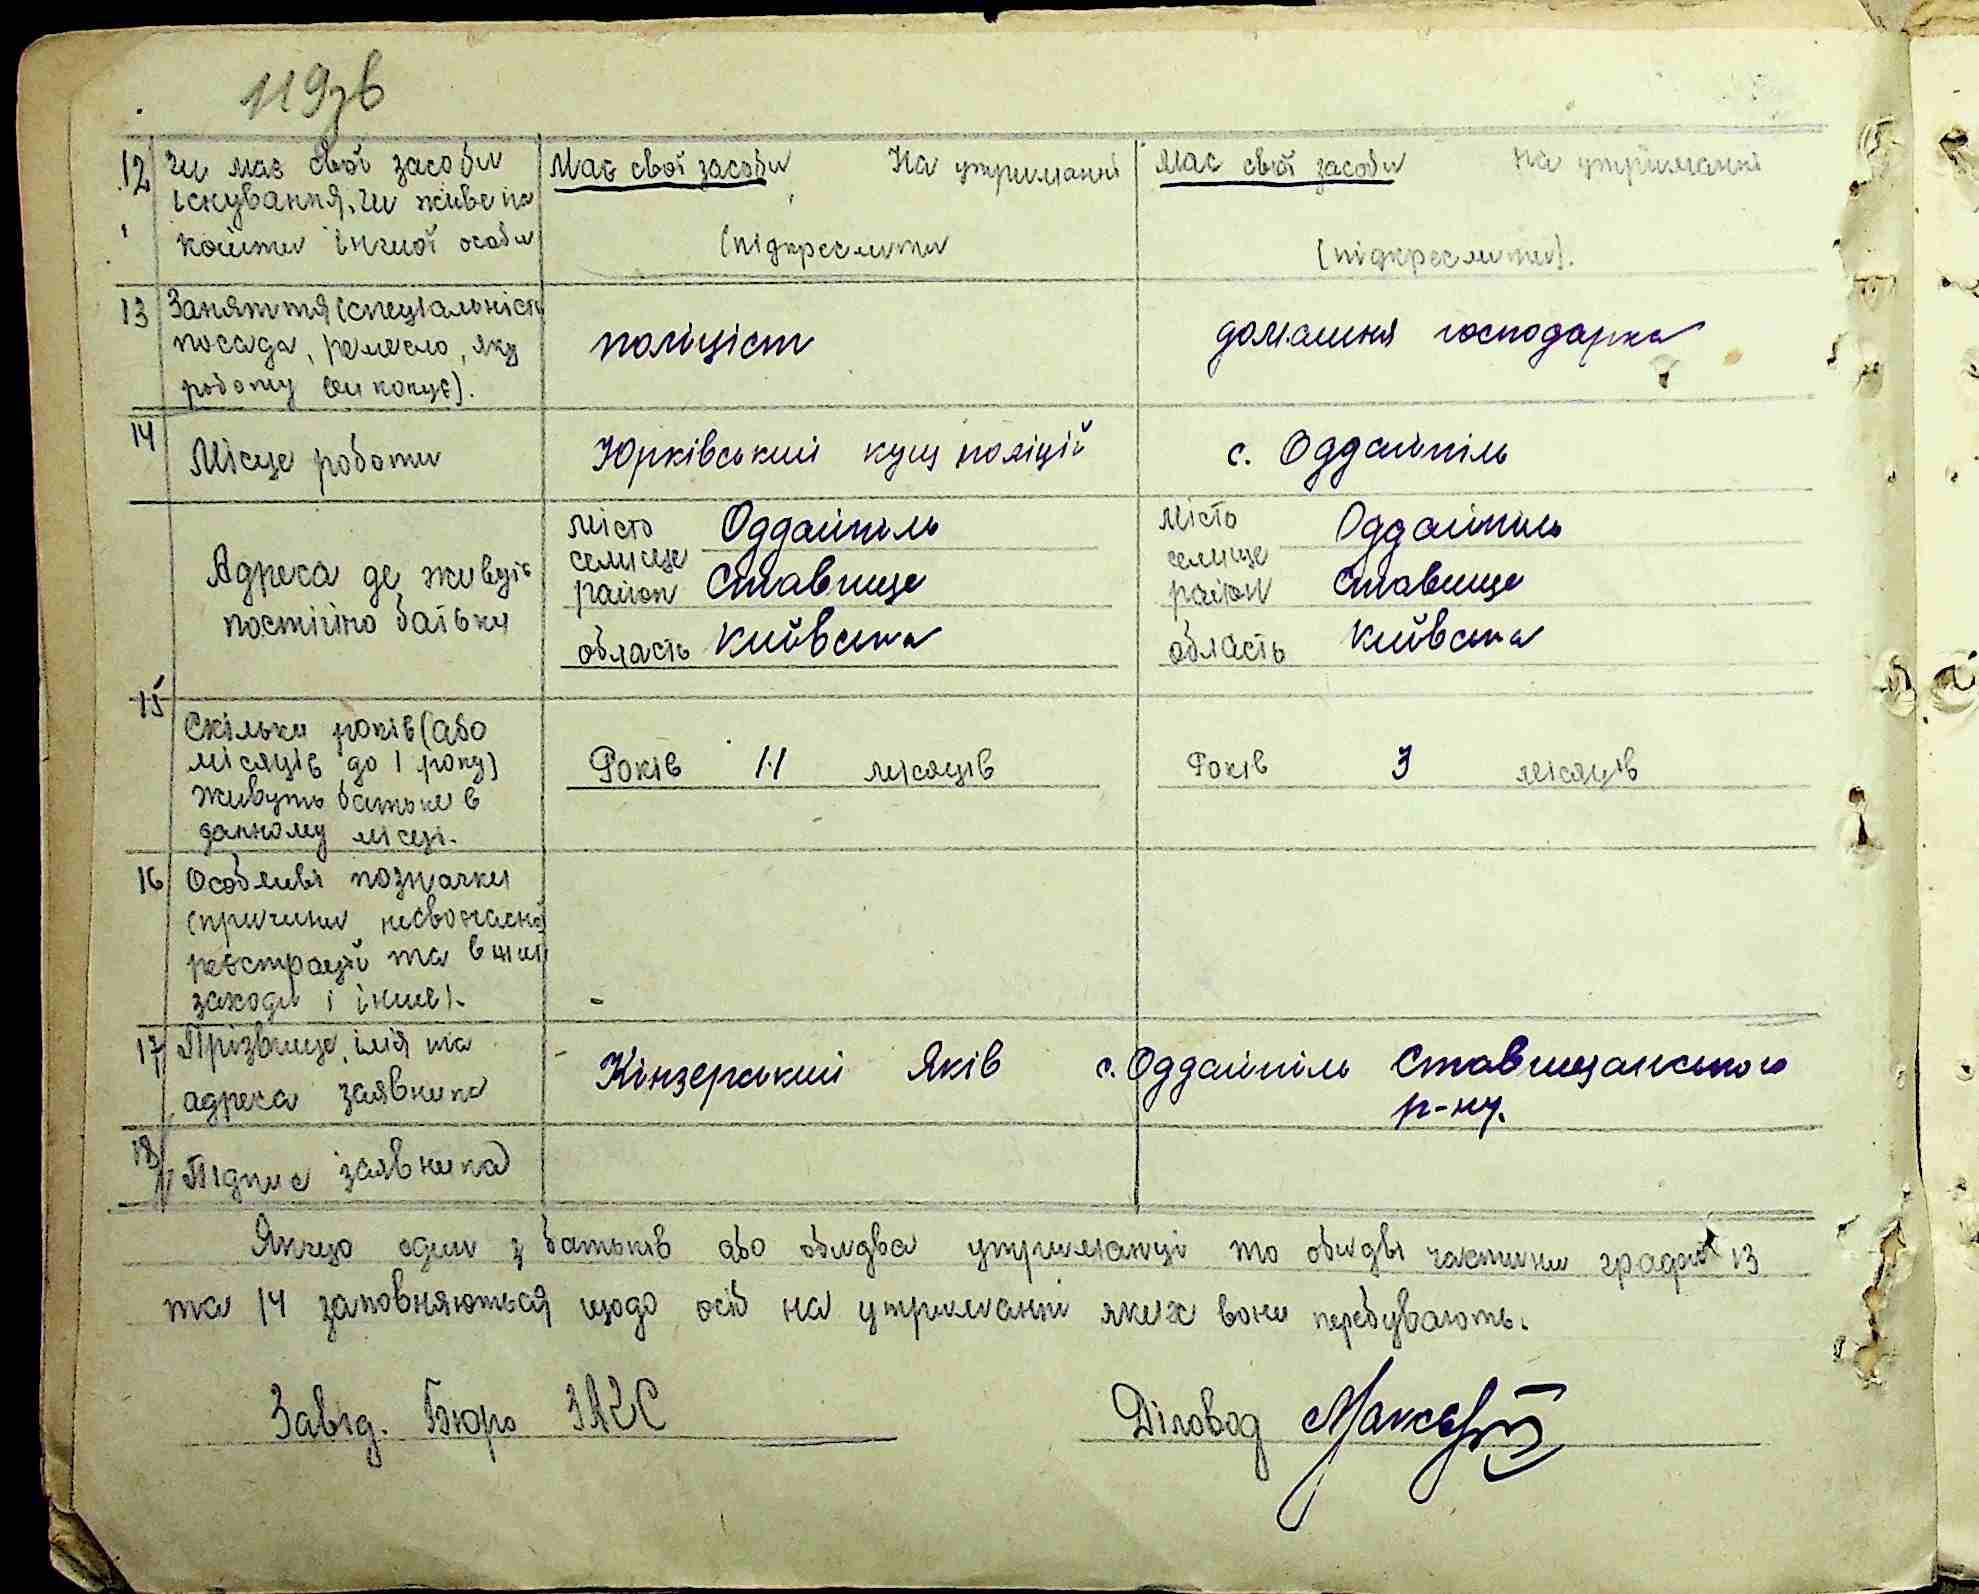 119зв
12 Чи має свої засоби
існування, чи живе на
кошти іншої особи
Має свої засоби На утриманні
(підкреслити
Має свої засоби На утриманні
(підкреслити).
13 Заняття (спеціальність
посада, ремесло, яку
роботу виконує).
поліціст
домашня господарка
14 Місце роботи
Юрківський кущ поліції
с. Оддайпіль
Адреса де живуть
постійно батьки
місто Оддайпіль
селище
район Ставище
область Київська
місто Оддайпіль
селище
район Ставище
область Київська
15
Скільки років (або
місяців до 1 року)
живуть батьки в
данному місці.
Років 11 місяців
Років 3 місяців
16 Особливі позначки
(причини несвоєчасної
реєстрації та вжиті
заходи і інше).
17 Прізвище, імія та
адреса заявника
Кінзерський Яків с. Оддайпіль Ставищанського
р-ну.
18 Підпис заявника
Якщо один з батьків або обидва утриманці то обидві частини графи 13
та 14 заповняються щодо осіб на утриманні яких вони перебувають.
Завід. Бюро ЗАГС
Діловод